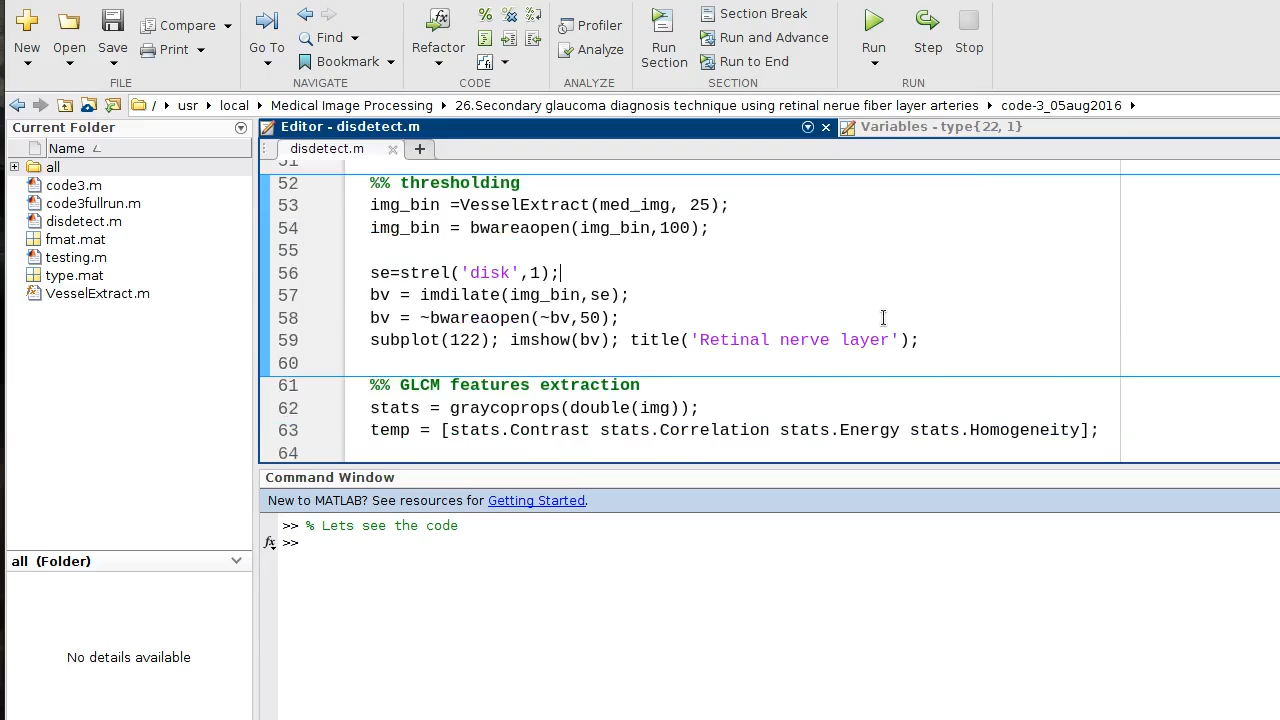 New
Open
Save
Compare
Print
FILE
Go To
Find
Bookmark
NAVIGATE
Refactor
CODE
Profiler
Analyze
ANALYZE
Run
Section
Section Break
Run and Advance
Run to End
SECTION
Run
Step
Stop
RUN
/ usr local Medical Image Processing 26.Secondary glaucoma diagnosis technique using retinal nerue fiber layer arteries code-3_05aug2016
Current Folder
Name
all
code3.m
code3fullrun.m
disdetect.m
fmat.mat
testing.m
type.mat
VesselExtract.m
all (Folder)
No details available
Editor - disdetect.m
Variables - type{22, 1}
disdetect.m
51
52 %% thresholding
53 img_bin =VesselExtract(med_img, 25);
54 img_bin = bwareaopen(img_bin,100);
55
56 se=strel('disk',1);
57 bv = imdilate(img_bin,se);
58 bv = ~bwareaopen(~bv,50);
59 subplot(122); imshow(bv); title('Retinal nerve layer');
60
61 %% GLCM features extraction
62 stats = graycoprops(double(img));
63 temp = [stats.Contrast stats.Correlation stats.Energy stats.Homogeneity];
64
Command Window
New to MATLAB? See resources for Getting Started.
>> % Lets see the code
fx >>